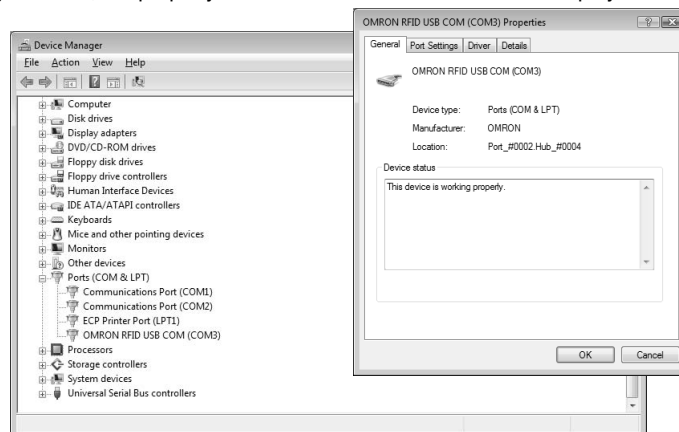 Device Manager
File Action View Help
Computer
Disk drives
Display adapters
DVD/CD-ROM drives
Floppy disk drives
Floppy drive controllers
Human Interface Devices
IDE ATA/ATAPI controllers
Keyboards
Mice and other pointing devices
Monitors
Other devices
Ports (COM & LPT)
Communications Port (COM1)
Communications Port (COM2)
ECP Printer Port (LPT1)
OMRON RFID USB COM (COM3)
Processors
Storage controllers
System devices
Universal Serial Bus controllers
OMRON RFID USB COM (COM3) Properties
General Port Settings Driver Details
OMRON RFID USB COM (COM3)
Device type: Ports (COM & LPT)
Manufacturer: OMRON
Location: Port_#0002.Hub_#0004
Device status
This device is working properly.
OK Cancel